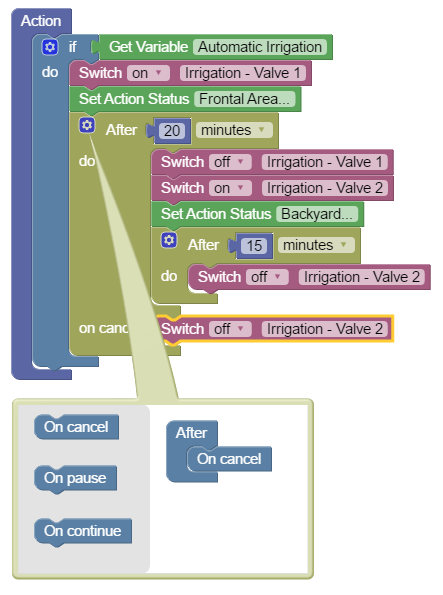 Action
if Get Variable Automatic Irrigation
do Switch on Irrigation - Valve 1
Set Action Status Frontal Area...
After 20 minutes
do Switch off Irrigation - Valve 1
Switch on Irrigation - Valve 2
Set Action Status Backyard...
After 15 minutes
do Switch off Irrigation - Valve 2
on canc Switch off Irrigation - Valve 2
On cancel
On pause
On continue
After
On cancel